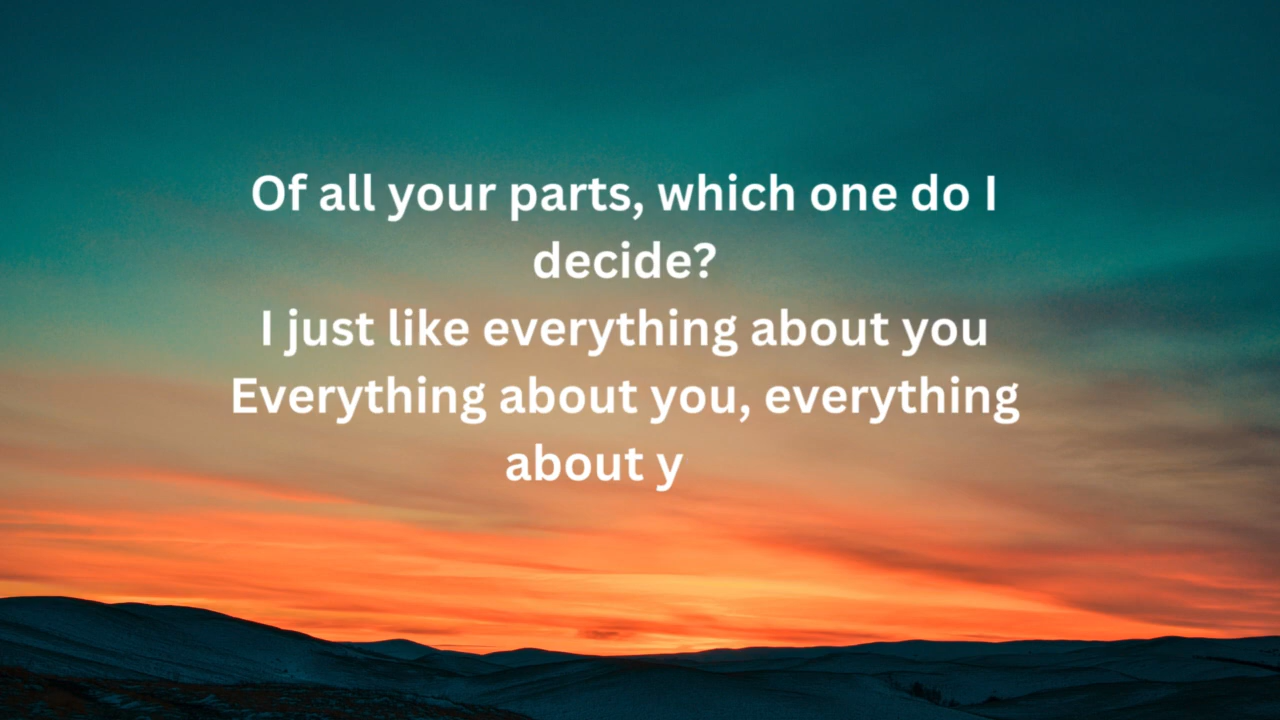 Of all your parts, which one do I
decide?
I just like everything about you
Everything about you, everything
about y